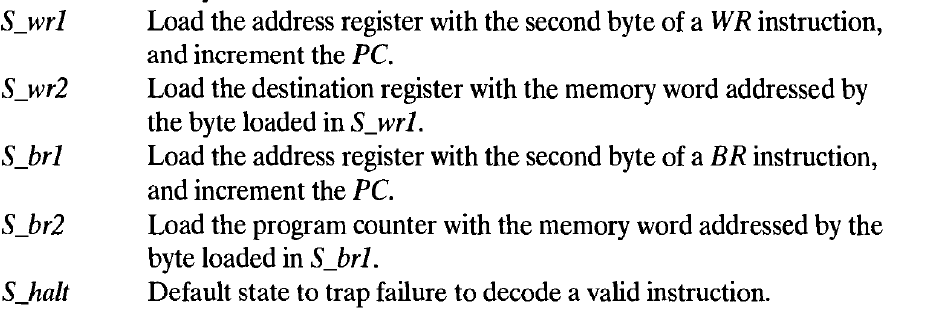 S_wr1 Load the address register with the second byte of a WR instruction,
and increment the PC.
S_wr2 Load the destination register with the memory word addressed by
the byte loaded in S_wr1.
S_br1 Load the address register with the second byte of a BR instruction,
and increment the PC.
S_br2 Load the program counter with the memory word addressed by the
byte loaded in S_br1.
S_halt Default state to trap failure to decode a valid instruction.